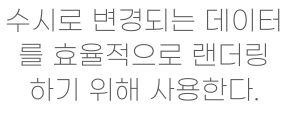 수시로 변경되는 데이터
를 효율적으로 랜더링
하기 위해 사용한다.